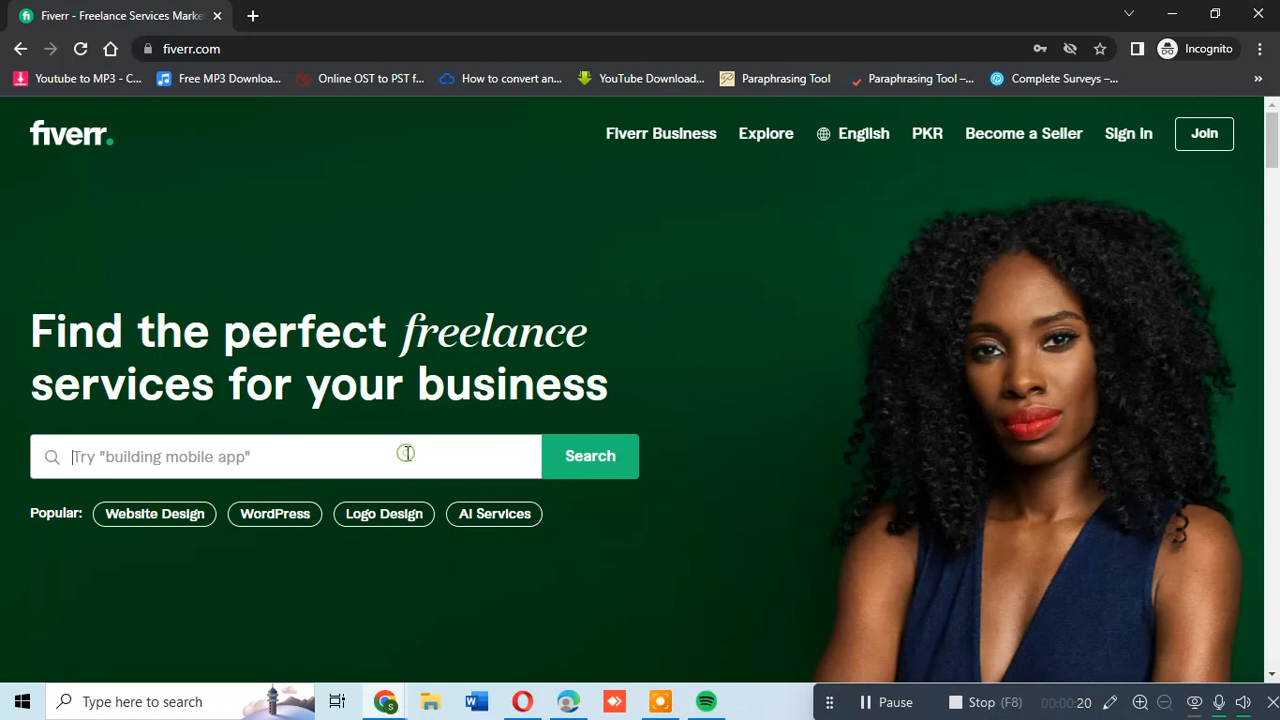 Fiverr - Freelance Services Marke
fiverr.com
Incognito
Youtube to MP3 - C...
Free MP3 Downloa...
Online OST to PST f...
How to convert an...
YouTube Download...
Paraphrasing Tool
Paraphrasing Tool –...
Complete Surveys –...
»
fiverr.
Fiverr Business
Explore
English
PKR
Become a Seller
Sign In
Join
Find the perfect freelance
services for your business
Try "building mobile app"
Search
Popular:
Website Design
WordPress
Logo Design
AI Services
Type here to search
Pause
Stop (F8)
00:00:20